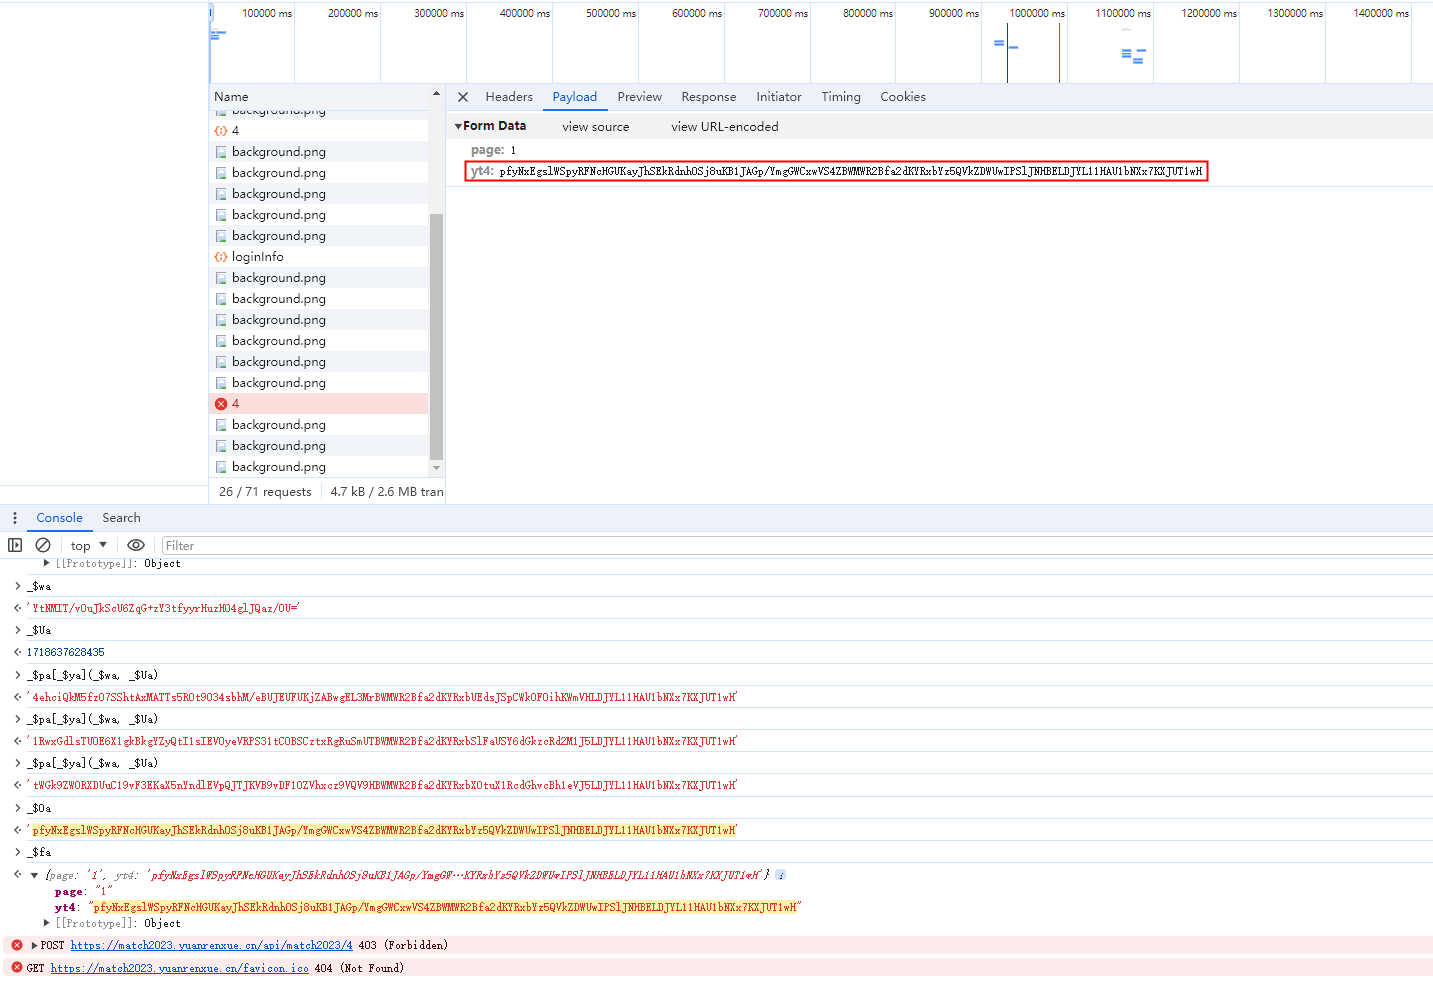 100000 ms 200000 ms 300000 ms 400000 ms 500000 ms 600000 ms 700000 ms 800000 ms 900000 ms 1000000 ms 1100000 ms 1200000 ms 1300000 ms 1400000 ms
Name
Headers Payload Preview Response Initiator Timing Cookies
background.png
Form Data view source view URL-encoded
4
page: 1
background.png
yt4: pfyNxEgslWSpyRFNcHGUKayJhSEkRdnhOSj8uKB1JAGp/YmgGWCxwVS4ZBWMWR2Bfa2dKYRxbYz5QVkZDWUwIPSlJNHBELDJYL11HAU1bNXx7KXJUT1wH
background.png
background.png
background.png
background.png
loginInfo
background.png
background.png
background.png
background.png
background.png
background.png
4
background.png
background.png
background.png
26 / 71 requests 4.7 kB / 2.6 MB tran
Console Search
top Filter
[[Prototype]]: Object
_$wa
'YtNMIT/vOuJkScU6ZqG+zY3tfyyrHuzHO4glJQaz/0U='
_$Ua
1718637628435
_$pa[_$ya](_$wa, _$Ua)
'4ehciQkM5fzO7SShtAxMATTs5ROt9O34sbhM/eBUJEUFUKjZABwgEL3MrBWMWR2Bfa2dKYRxbUEdsJSpCWkOFOihKWmVHLDJYL11HAU1bNXx7KXJUT1wH'
_$pa[_$ya](_$wa, _$Ua)
'1RwxGdlsTUOE6X1gkBkgYZyQtI1sIEVOyeVRPS31tCOBSCztxRgRuSmUTBWMWR2Bfa2dKYRxbSlFaUSY6dGkzcRd2M1J5LDJYL11HAU1bNXx7KXJUT1wH'
_$pa[_$ya](_$wa, _$Ua)
'tWGk9ZWORXDUuC19vF3EKaX5nYndlEVpQJTJKVB9vDF1OZVhxcz9VQV9HBWMWR2Bfa2dKYRxbXOtuX1RcdGhvcBh1eVJ5LDJYL11HAU1bNXx7KXJUT1wH'
_$Oa
'pfyNxEgslWSpyRFNcHGUKayJhSEkRdnhOSj8uKB1JAGp/YmgGWCxwVS4ZBWMWR2Bfa2dKYRxbYz5QVkZDWUwIPSlJNHBELDJYL11HAU1bNXx7KXJUT1wH'
_$fa
{page: '1', yt4: 'pfyNxEgslWSpyRFNcHGUKayJhSEkRdnhOSj8uKB1JAGp/YmgGW…KYRxbYz5QVkZDWUwIPSlJNHBELDJYL11HAU1bNXx7KXJUT1wH'}
page: "1"
yt4: "pfyNxEgslWSpyRFNcHGUKayJhSEkRdnhOSj8uKB1JAGp/YmgGWCxwVS4ZBWMWR2Bfa2dKYRxbYz5QVkZDWUwIPSlJNHBELDJYL11HAU1bNXx7KXJUT1wH"
[[Prototype]]: Object
POST https://match2023.yuanrenxue.cn/api/match2023/4 403 (Forbidden)
GET https://match2023.yuanrenxue.cn/favicon.ico 404 (Not Found)